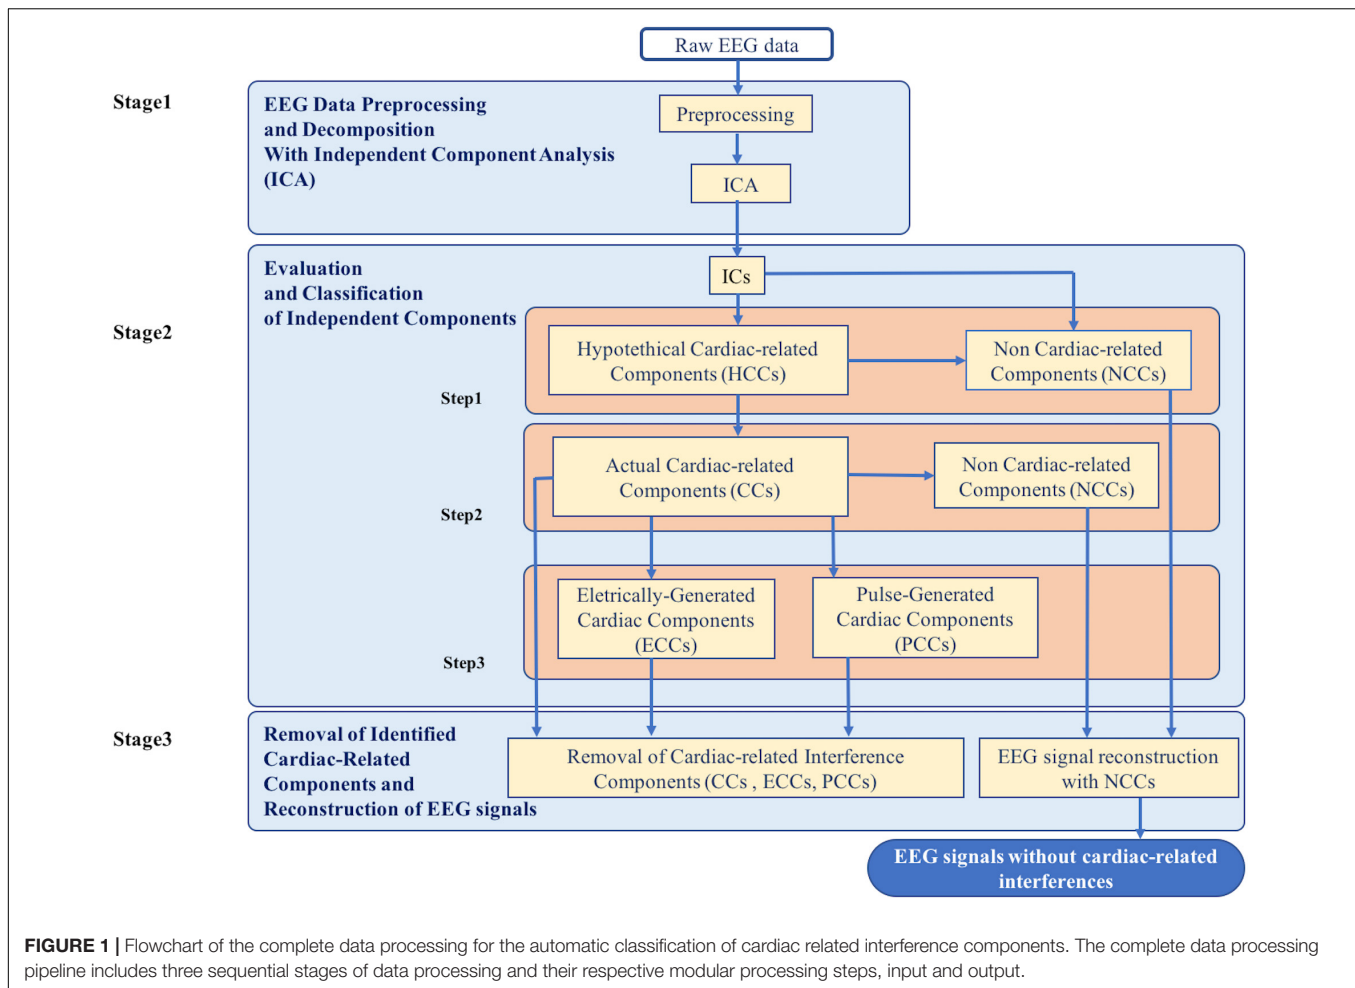 Raw EEG data
Stage1
EEG Data Preprocessing
and Decomposition
With Independent Component Analysis
(ICA)
Preprocessing
ICA
Stage2
Evaluation
and Classification
of Independent Components
ICs
Step1
Hypotethical Cardiac-related
Components (HCCs)
Non Cardiac-related
Components (NCCs)
Step2
Actual Cardiac-related
Components (CCs)
Non Cardiac-related
Components (NCCs)
Step3
Eletrically-Generated
Cardiac Components
(ECCs)
Pulse-Generated
Cardiac Components
(PCCs)
Stage3
Removal of Identified
Cardiac-Related
Components and
Reconstruction of EEG signals
Removal of Cardiac-related Interference
Components (CCs , ECCs, PCCs)
EEG signal reconstruction
with NCCs
EEG signals without cardiac-related
interferences
FIGURE 1 | Flowchart of the complete data processing for the automatic classification of cardiac related interference components. The complete data processing
pipeline includes three sequential stages of data processing and their respective modular processing steps, input and output.